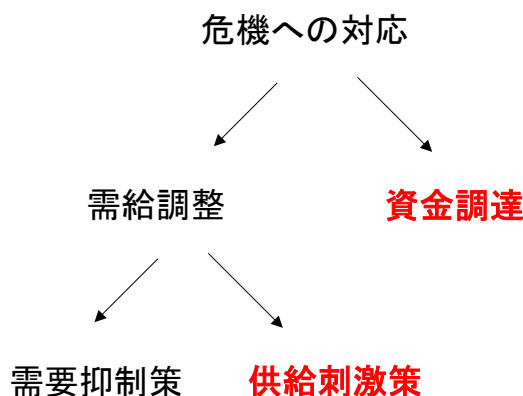 危機への対応
需給調整
資金調達
需要抑制策
供給刺激策